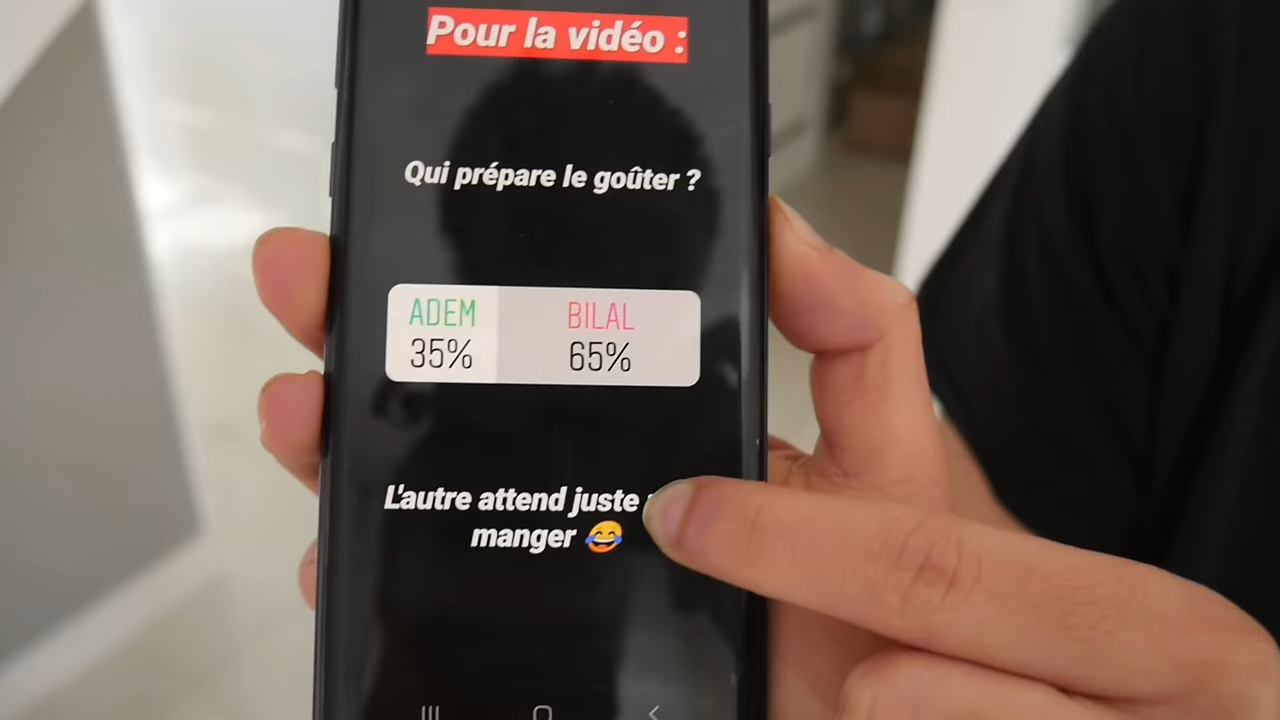 Pour la vidéo :
Qui prépare le goûter ?
ADEM BILAL
35% 65%
L'autre attend juste
manger 😂